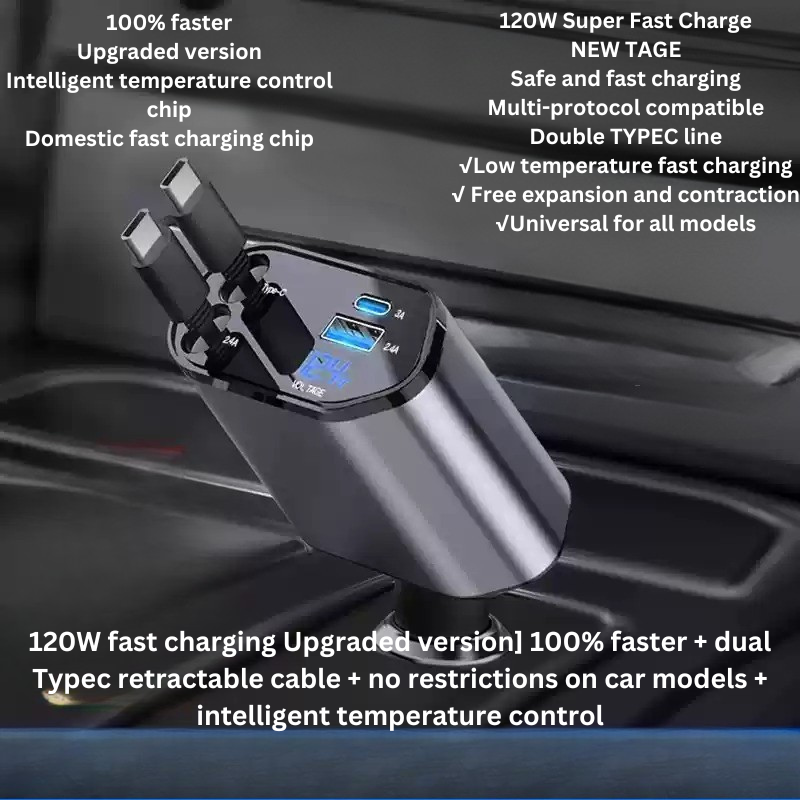 100% faster
Upgraded version
Intelligent temperature control
chip
Domestic fast charging chip
120W Super Fast Charge
NEW TAGE
Safe and fast charging
Multi-protocol compatible
Double TYPEC line
√Low temperature fast charging
√ Free expansion and contraction
√Universal for all models
Type-C
3A
2.4A
2.4A
VOLTAGE
120W fast charging Upgraded version] 100% faster + dual
Typec retractable cable + no restrictions on car models +
intelligent temperature control